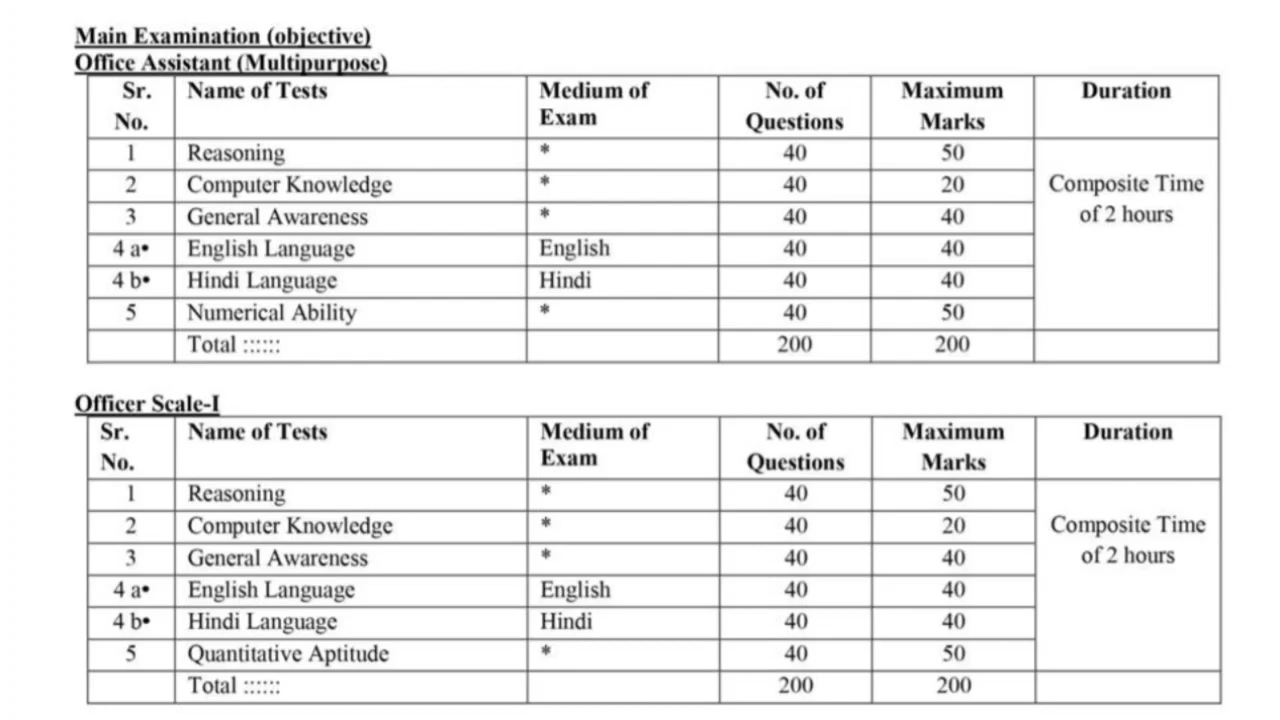 Main Examination (objective)
Office Assistant (Multipurpose)
Sr. No. Name of Tests Medium of Exam No. of Questions Maximum Marks Duration
1 Reasoning * 40 50 Composite Time of 2 hours
2 Computer Knowledge * 40 20
3 General Awareness * 40 40
4 a• English Language English 40 40
4 b• Hindi Language Hindi 40 40
5 Numerical Ability * 40 50
Total :::::: 200 200
Officer Scale-I
Sr. No. Name of Tests Medium of Exam No. of Questions Maximum Marks Duration
1 Reasoning * 40 50 Composite Time of 2 hours
2 Computer Knowledge * 40 20
3 General Awareness * 40 40
4 a• English Language English 40 40
4 b• Hindi Language Hindi 40 40
5 Quantitative Aptitude * 40 50
Total :::::: 200 200